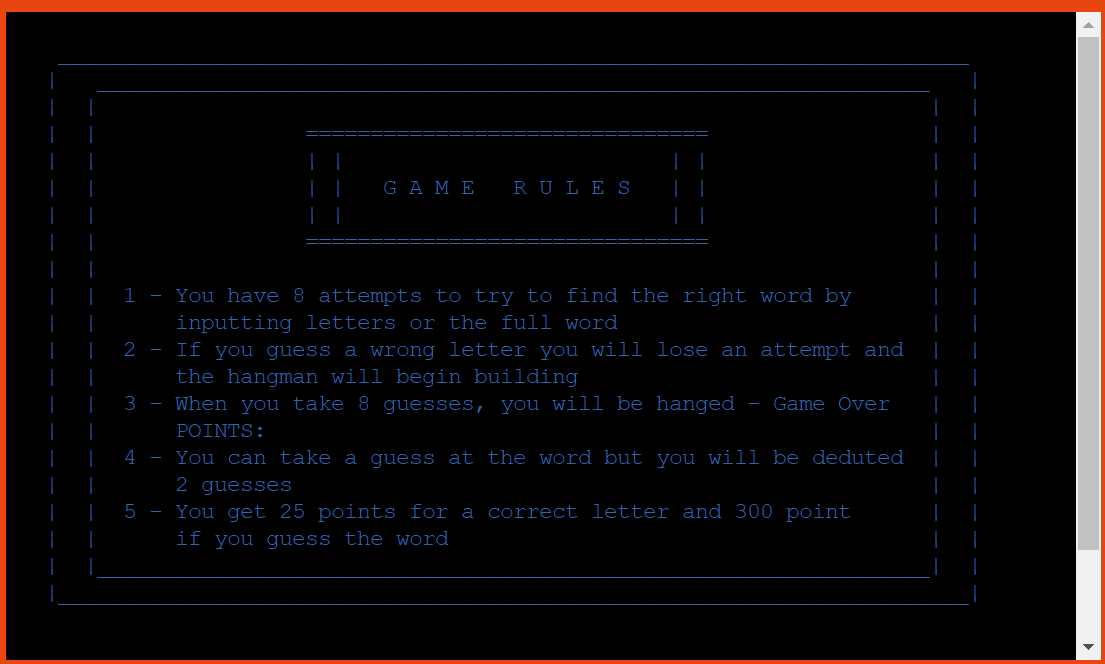 G A M E   R U L E S
1 - You have 8 attempts to try to find the right word by
inputting letters or the full word
2 - If you guess a wrong letter you will lose an attempt and
the hangman will begin building
3 - When you take 8 guesses, you will be hanged - Game Over
POINTS:
4 - You can take a guess at the word but you will be deduted
2 guesses
5 - You get 25 points for a correct letter and 300 point
if you guess the word